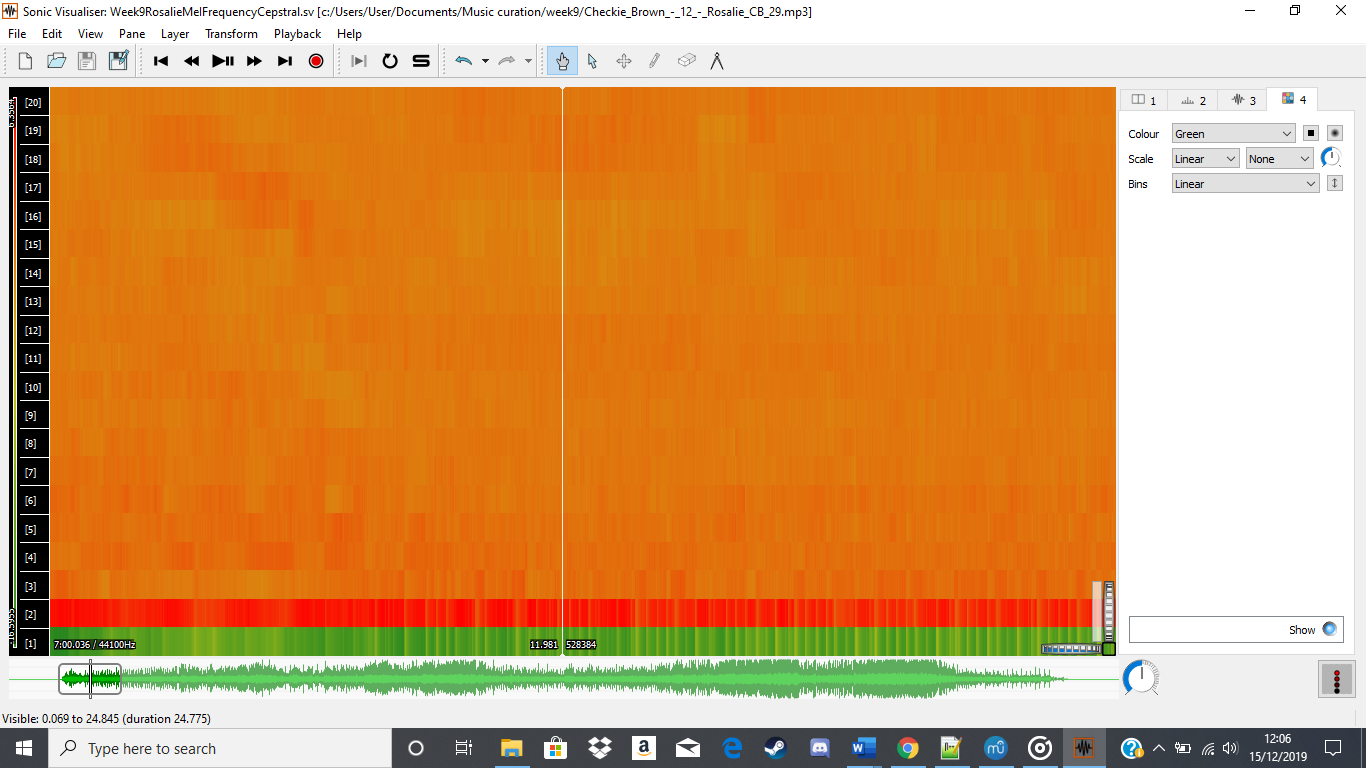 Sonic Visualiser: Week9RosalieMelFrequencyCepstral.sv [c:/Users/User/Documents/Music curation/week9/Checkie_Brown_-_12_-_Rosalie_CB_29.mp3]
File Edit View Pane Layer Transform Playback Help
1 2 3 4
[20]
[19]
[18]
[17]
[16]
[15]
[14]
[13]
[12]
[11]
[10]
[9]
[8]
[7]
[6]
[5]
[4]
[3]
[2]
[1]
7:00.036 / 44100Hz 11.981 528384
Colour Green
Scale Linear None
Bins Linear
Show
Visible: 0.069 to 24.845 (duration 24.775)
Type here to search
12:06
15/12/2019